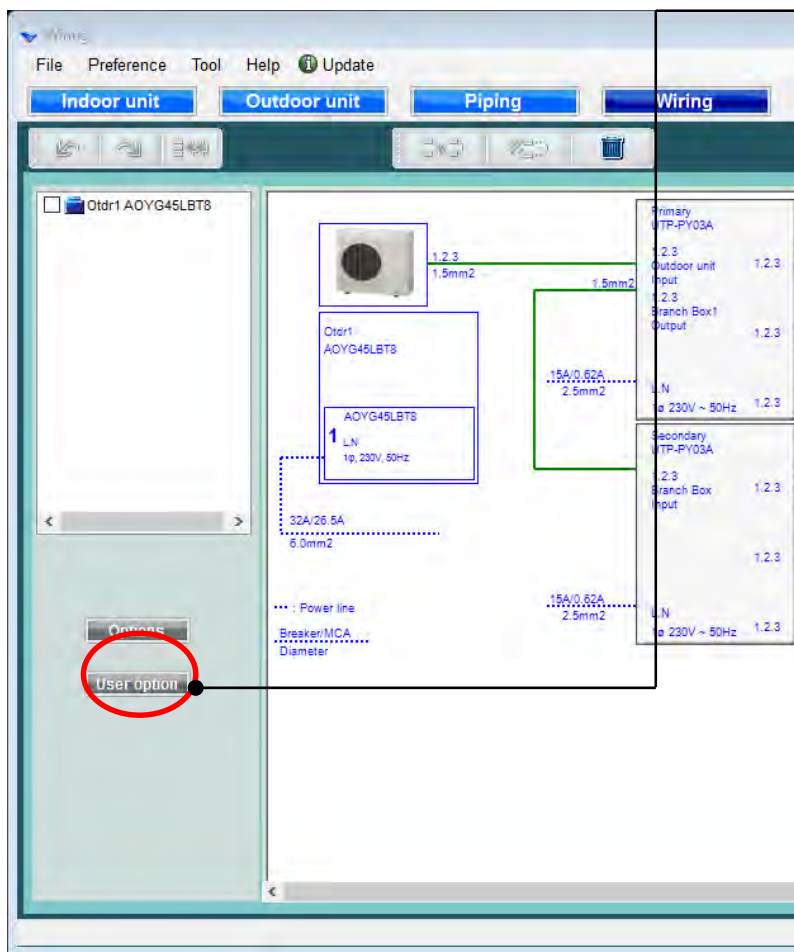 Wiring
File Preference Tool Help Update
Indoor unit Outdoor unit Piping Wiring
Otdr1 AOYG45LBT8
1.2.3
1.5mm2
1.5mm2
Otdr1
AOYG45LBT8
AOYG45LBT8
1 L.N
1φ, 230V, 50Hz
32A/26.5A
6.0mm2
··· : Power line
Breaker/MCA
Diameter
Primary
UTP-PY03A
1.2.3
Outdoor unit
Input
1.2.3
1.2.3
Branch Box1
Output
1.2.3
15A/0.62A
2.5mm2
L.N
1ø 230V ~ 50Hz 1.2.3
Secondary
UTP-PY03A
1.2.3
Branch Box
Input
1.2.3
1.2.3
15A/0.62A
2.5mm2
L.N
1ø 230V ~ 50Hz 1.2.3
Options
User option